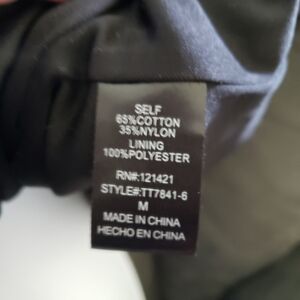 SELF
65%COTTON
35%NYLON
LINING
100%POLYESTER
RN#:121421
STYLE#:TT7841-6
M
MADE IN CHINA
HECHO EN CHINA